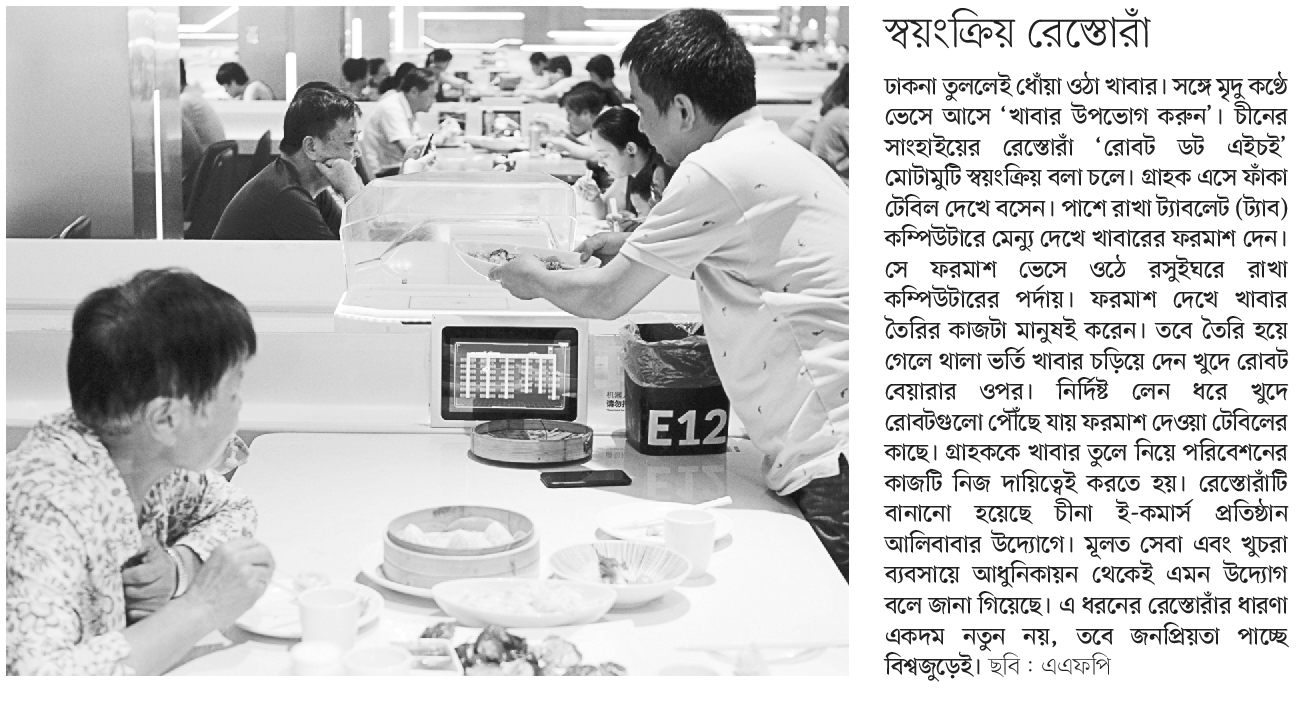 স্বয়ংক্রিয় রেস্তোরাঁ
ঢাকনা তুললেই ধোঁয়া ওঠা খাবার। সঙ্গে মৃদু কণ্ঠে
ভেসে আসে ‘খাবার উপভোগ করুন’। চীনের
সাংহাইয়ের রেস্তোরাঁ ‘রোবট ডট এইচই’
মোটামুটি স্বয়ংক্রিয় বলা চলে। গ্রাহক এসে ফাঁকা
টেবিল দেখে বসেন। পাশে রাখা ট্যাবলেট (ট্যাব)
কম্পিউটারে মেন্যু দেখে খাবারের ফরমাশ দেন।
সে ফরমাশ ভেসে ওঠে রসুইঘরে রাখা
কম্পিউটারের পর্দায়। ফরমাশ দেখে খাবার
তৈরির কাজটা মানুষই করেন। তবে তৈরি হয়ে
গেলে থালা ভর্তি খাবার চড়িয়ে দেন খুদে রোবট
বেয়ারার ওপর। নির্দিষ্ট লেন ধরে খুদে
রোবটগুলো পৌঁছে যায় ফরমাশ দেওয়া টেবিলের
কাছে। গ্রাহককে খাবার তুলে নিয়ে পরিবেশনের
কাজটি নিজ দায়িত্বেই করতে হয়। রেস্তোরাঁটি
বানানো হয়েছে চীনা ই-কমার্স প্রতিষ্ঠান
আলিবাবার উদ্যোগে। মূলত সেবা এবং খুচরা
ব্যবসায়ে আধুনিকায়ন থেকেই এমন উদ্যোগ
বলে জানা গিয়েছে। এ ধরনের রেস্তোরাঁর ধারণা
একদম নতুন নয়, তবে জনপ্রিয়তা পাচ্ছে
বিশ্বজুড়েই। ছবি : এএফপি
E12